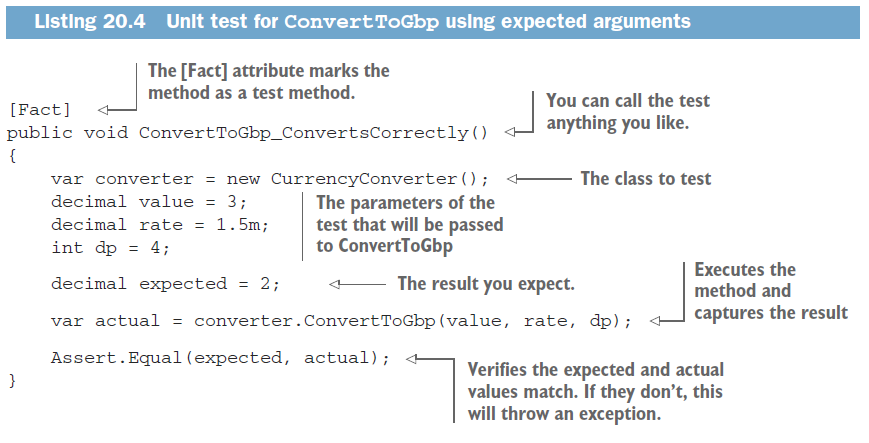 Listing 20.4 Unit test for ConvertToGbp using expected arguments
The [Fact] attribute marks the
method as a test method.
[Fact]
You can call the test
anything you like.
public void ConvertToGbp_ConvertsCorrectly()
{
var converter = new CurrencyConverter();
The class to test
decimal value = 3;
decimal rate = 1.5m;
int dp = 4;
The parameters of the
test that will be passed
to ConvertToGbp
decimal expected = 2;
The result you expect.
Executes the
method and
captures the result
var actual = converter.ConvertToGbp(value, rate, dp);
Assert.Equal(expected, actual);
Verifies the expected and actual
values match. If they don’t, this
will throw an exception.
}